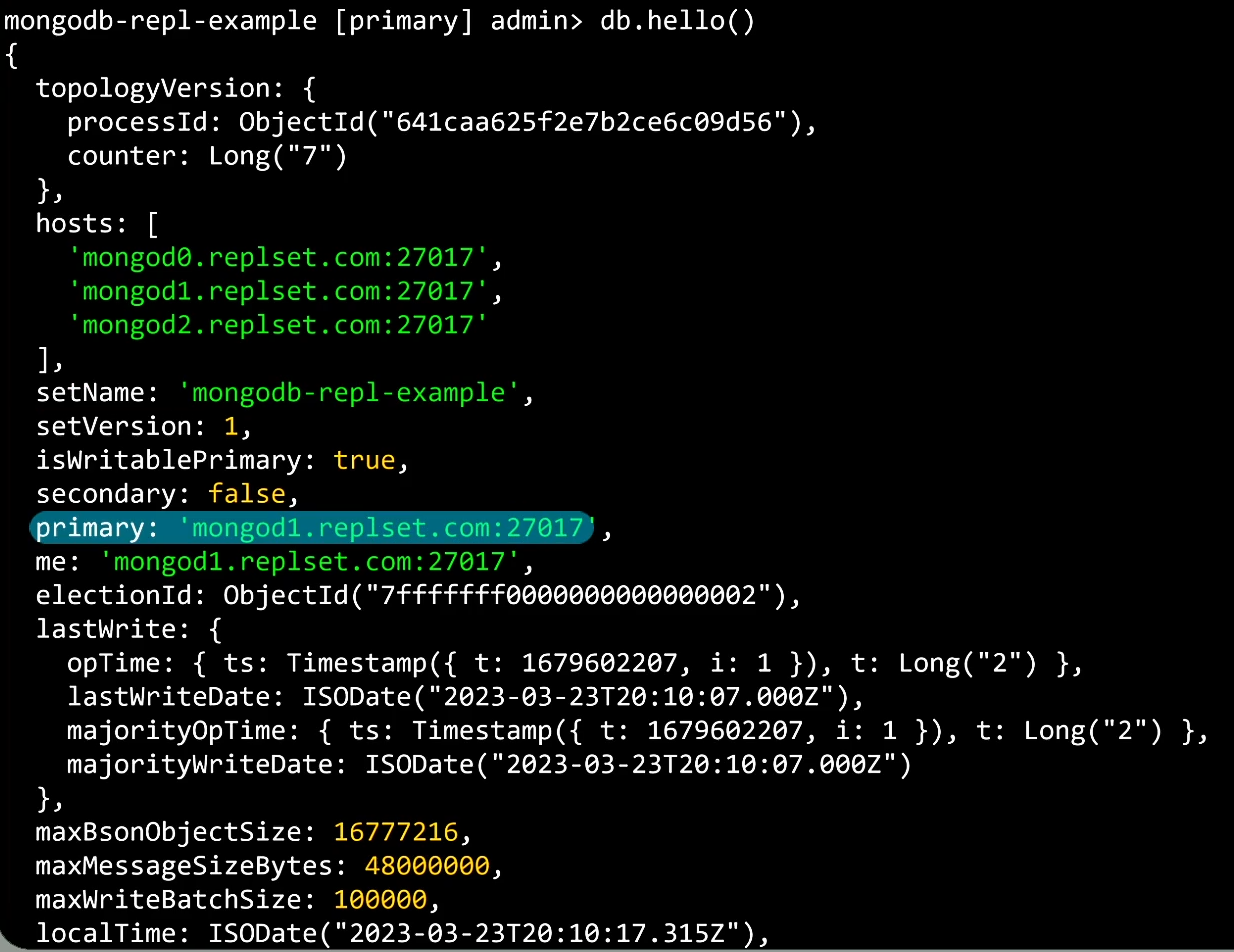 mongodb-repl-example [primary] admin> db.hello()
{
  topologyVersion: {
    processId: ObjectId("641caa625f2e7b2ce6c09d56"),
    counter: Long("7")
  },
  hosts: [
    'mongod0.replset.com:27017',
    'mongod1.replset.com:27017',
    'mongod2.replset.com:27017'
  ],
  setName: 'mongodb-repl-example',
  setVersion: 1,
  isWritablePrimary: true,
  secondary: false,
  primary: 'mongod1.replset.com:27017',
  me: 'mongod1.replset.com:27017',
  electionId: ObjectId("7fffffff0000000000000002"),
  lastWrite: {
    opTime: { ts: Timestamp({ t: 1679602207, i: 1 }), t: Long("2") },
    lastWriteDate: ISODate("2023-03-23T20:10:07.000Z"),
    majorityOpTime: { ts: Timestamp({ t: 1679602207, i: 1 }), t: Long("2") },
    majorityWriteDate: ISODate("2023-03-23T20:10:07.000Z")
  },
  maxBsonObjectSize: 16777216,
  maxMessageSizeBytes: 48000000,
  maxWriteBatchSize: 100000,
  localTime: ISODate("2023-03-23T20:10:17.315Z"),